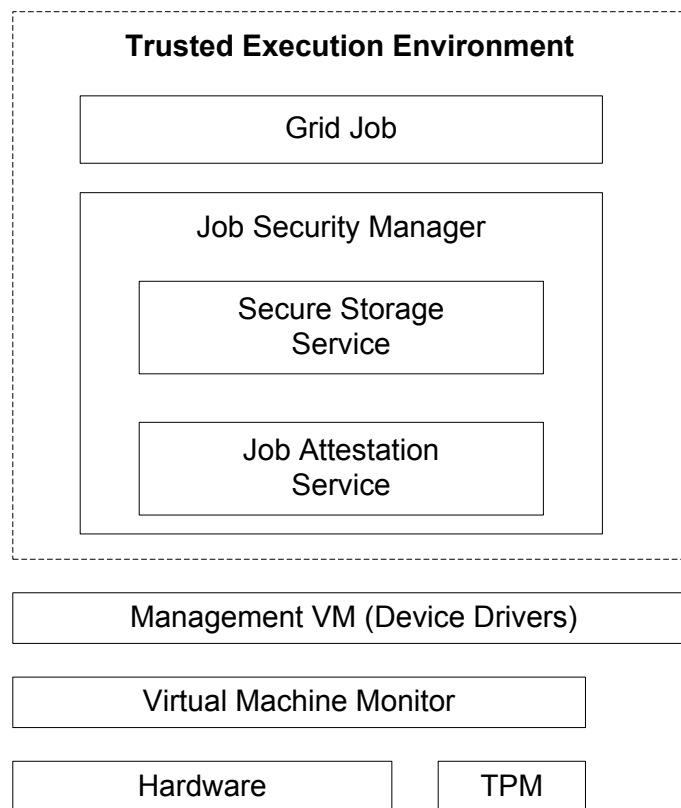 Trusted Execution Environment
Grid Job
Job Security Manager
Secure Storage
Service
Job Attestation
Service
Management VM (Device Drivers)
Virtual Machine Monitor
Hardware
TPM